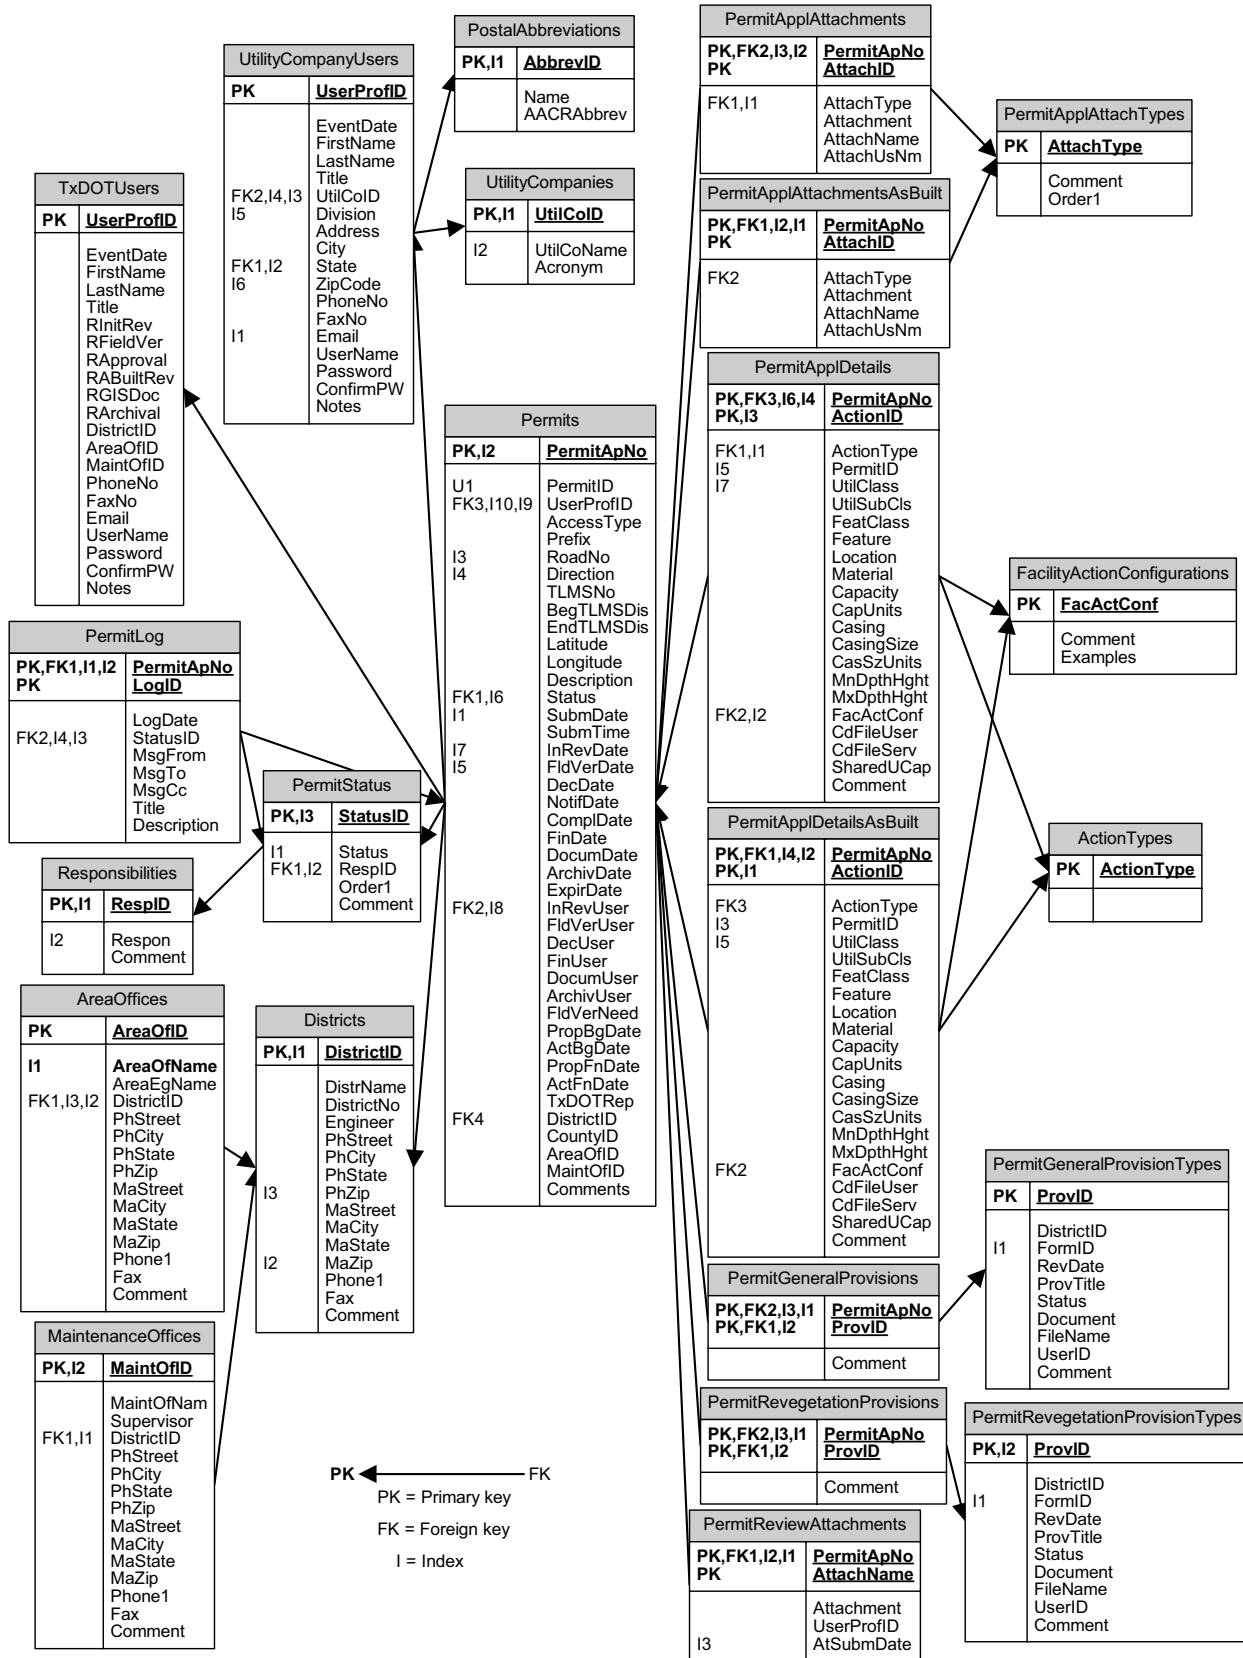 PostalAbbreviations
PK,I1 AbbrevID
Name
AACRAbbrev
UtilityCompanyUsers
PK UserProfID
EventDate
FirstName
LastName
Title
FK2,I4,I3 UtilCoID
I5 Division
Address
City
FK1,I2 State
I6 ZipCode
PhoneNo
FaxNo
I1 Email
UserName
Password
ConfirmPW
Notes
UtilityCompanies
PK,I1 UtilCoID
I2 UtilCoName
Acronym
TxDOTUsers
PK UserProfID
EventDate
FirstName
LastName
Title
RInitRev
RFieldVer
RApproval
RABuiltRev
RGISDoc
RArchival
DistrictID
AreaOfID
MaintOfID
PhoneNo
FaxNo
Email
UserName
Password
ConfirmPW
Notes
PermitLog
PK,FK1,I1,I2 PermitApNo
PK LogID
LogDate
FK2,I4,I3 StatusID
MsgFrom
MsgTo
MsgCc
Title
Description
PermitStatus
PK,I3 StatusID
I1 Status
FK1,I2 RespID
Order1
Comment
Responsibilities
PK,I1 RespID
I2 Respon
Comment
AreaOffices
PK AreaOfID
I1 AreaOfName
AreaEgName
FK1,I3,I2 DistrictID
PhStreet
PhCity
PhState
PhZip
MaStreet
MaCity
MaState
MaZip
Phone1
Fax
Comment
Districts
PK,I1 DistrictID
DistrName
DistrictNo
Engineer
PhStreet
PhCity
PhState
I3 PhZip
MaStreet
MaCity
MaState
I2 MaZip
Phone1
Fax
Comment
MaintenanceOffices
PK,I2 MaintOfID
MaintOfNam
Supervisor
FK1,I1 DistrictID
PhStreet
PhCity
PhState
PhZip
MaStreet
MaCity
MaState
MaZip
Phone1
Fax
Comment
Permits
PK,I2 PermitApNo
U1 PermitID
FK3,I10,I9 UserProfID
AccessType
Prefix
I3 RoadNo
I4 Direction
TLMSNo
BegTLMSDis
EndTLMSDis
Latitude
Longitude
Description
FK1,I6 Status
I1 SubmDate
SubmTime
I7 InRevDate
I5 FldVerDate
DecDate
NotifDate
ComplDate
FinDate
DocumDate
ArchivDate
ExpirDate
FK2,I8 InRevUser
FldVerUser
DecUser
FinUser
DocumUser
ArchivUser
FldVerNeed
PropBgDate
ActBgDate
PropFnDate
ActFnDate
TxDOTRep
FK4 DistrictID
CountyID
AreaOfID
MaintOfID
Comments
PK FK
PK = Primary key
FK = Foreign key
I = Index
PermitApplAttachments
PK,FK2,I3,I2 PermitApNo
PK AttachID
FK1,I1 AttachType
Attachment
AttachName
AttachUsNm
PermitApplAttachTypes
PK AttachType
Comment
Order1
PermitApplAttachmentsAsBuilt
PK,FK1,I2,I1 PermitApNo
PK AttachID
FK2 AttachType
Attachment
AttachName
AttachUsNm
PermitApplDetails
PK,FK3,I6,I4 PermitApNo
PK,I3 ActionID
FK1,I1 ActionType
I5 PermitID
I7 UtilClass
UtilSubCls
FeatClass
Feature
Location
Material
Capacity
CapUnits
Casing
CasingSize
CasSzUnits
MnDpthHght
MxDpthHght
FK2,I2 FacActConf
CdFileUser
CdFileServ
SharedUCap
Comment
FacilityActionConfigurations
PK FacActConf
Comment
Examples
PermitApplDetailsAsBuilt
PK,FK1,I4,I2 PermitApNo
PK,I1 ActionID
FK3 ActionType
I3 PermitID
I5 UtilClass
UtilSubCls
FeatClass
Feature
Location
Material
Capacity
CapUnits
Casing
CasingSize
CasSzUnits
MnDpthHght
MxDpthHght
FK2 FacActConf
CdFileUser
CdFileServ
SharedUCap
Comment
ActionTypes
PK ActionType
PermitGeneralProvisions
PK,FK2,I3,I1 PermitApNo
PK,FK1,I2 ProvID
Comment
PermitGeneralProvisionTypes
PK ProvID
DistrictID
I1 FormID
RevDate
ProvTitle
Status
Document
FileName
UserID
Comment
PermitRevegetationProvisions
PK,FK2,I3,I1 PermitApNo
PK,FK1,I2 ProvID
Comment
PermitRevegetationProvisionTypes
PK,I2 ProvID
DistrictID
I1 FormID
RevDate
ProvTitle
Status
Document
FileName
UserID
Comment
PermitReviewAttachments
PK,FK1,I2,I1 PermitApNo
PK AttachName
Attachment
UserProfID
I3 AtSubmDate